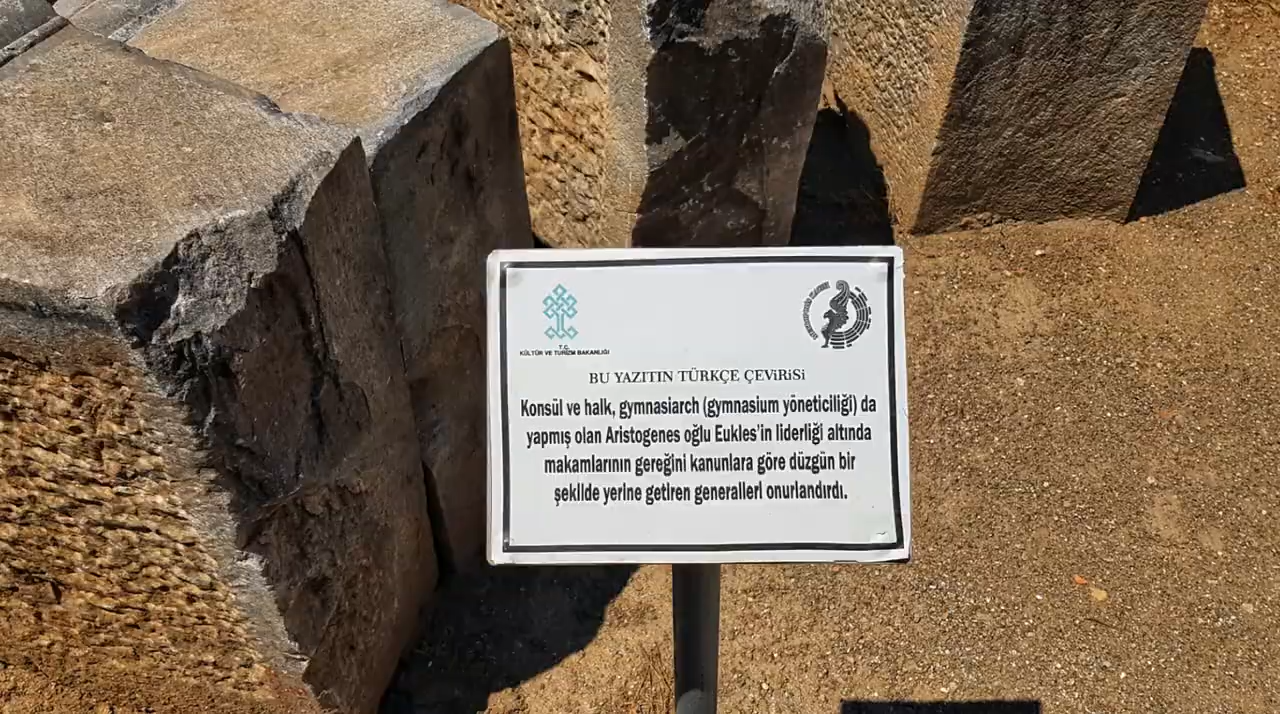 T.C.
KÜLTÜR VE TURİZM BAKANLIĞI
BU YAZITIN TÜRKÇE ÇEVİRİSİ
Konsül ve halk, gymnasiarch (gymnasium yöneticiliği) da
yapmış olan Aristogenes oğlu Eukles'in liderliği altında
makamlarının gereğini kanunlara göre düzgün bir
şekilde yerine getiren generalleri onurlandırdı.